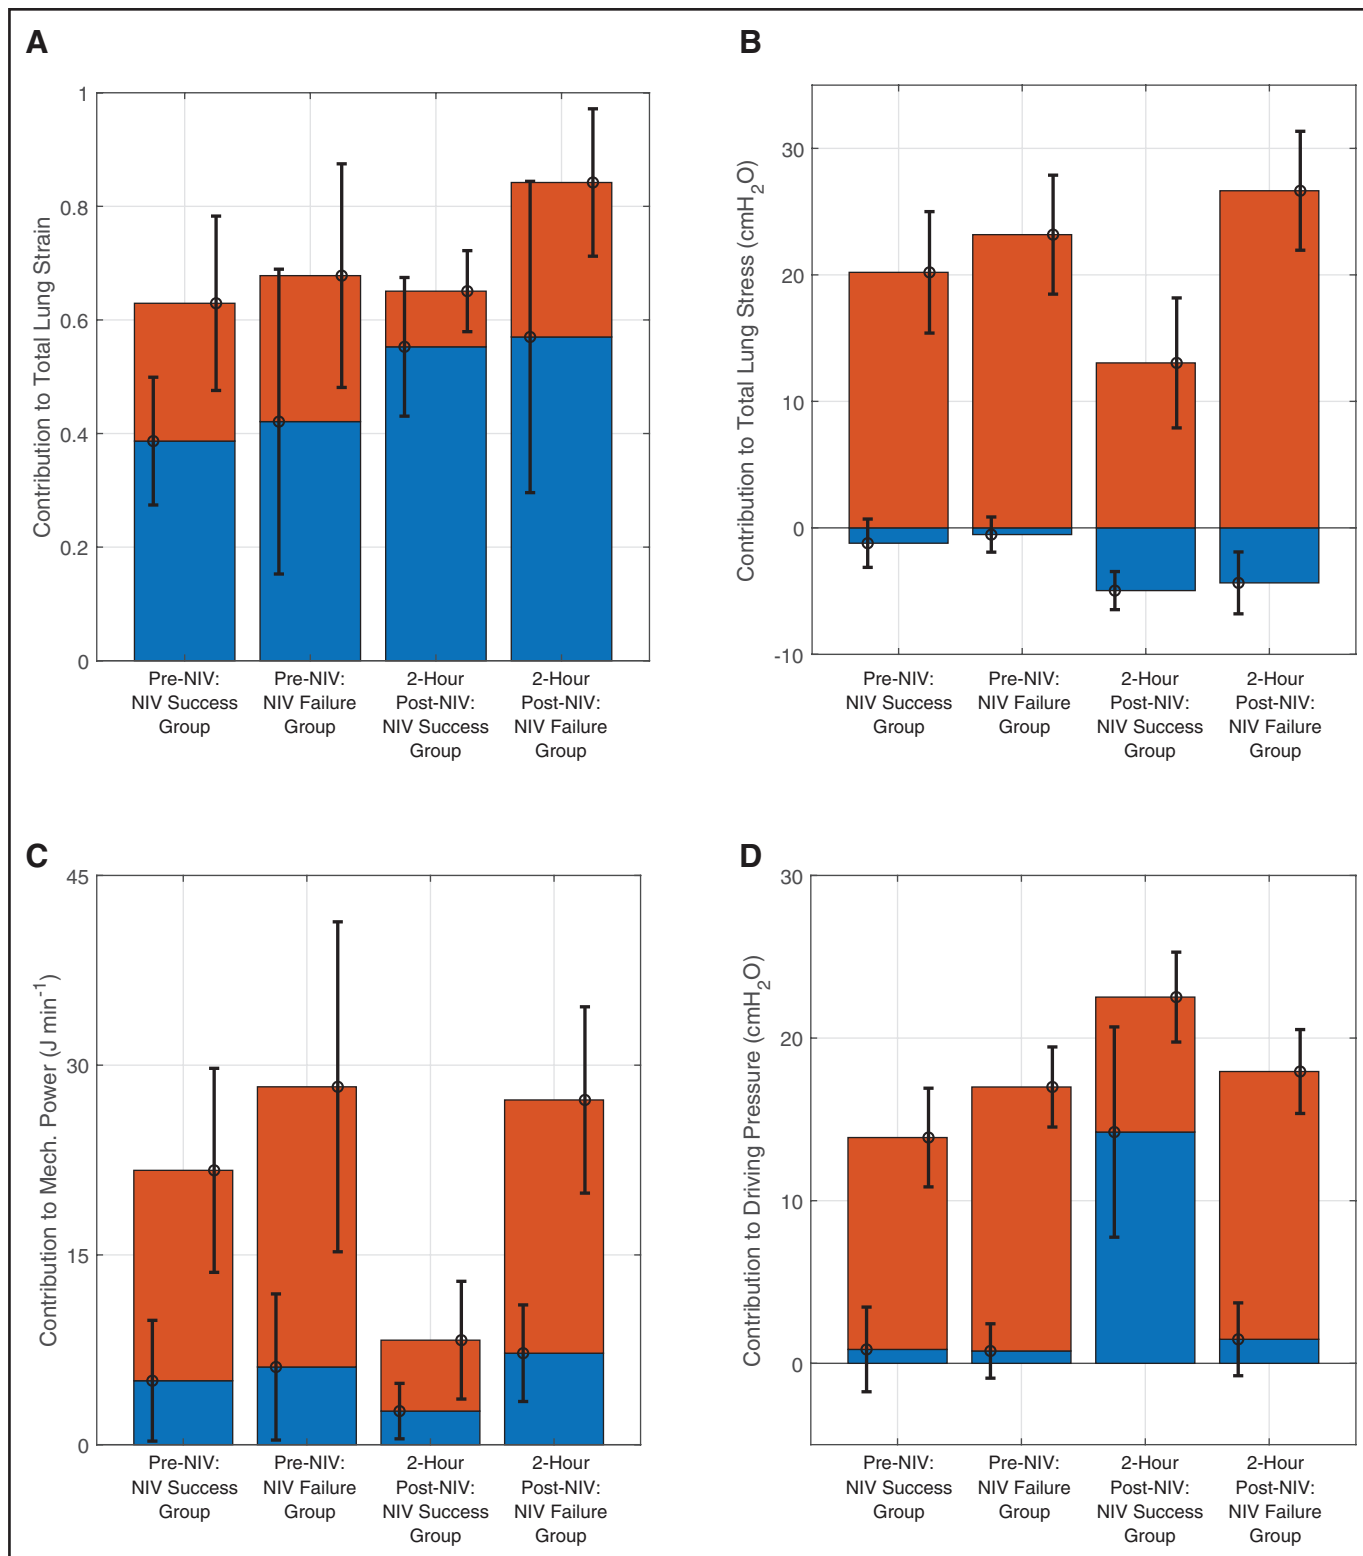 A
Contribution to Total Lung Strain
1
0.8
0.6
0.4
0.2
0
Pre-NIV:
NIV Success
Group
Pre-NIV:
NIV Failure
Group
2-Hour
Post-NIV:
NIV Success
Group
2-Hour
Post-NIV:
NIV Failure
Group
B
Contribution to Total Lung Stress (cmH2O)
30
20
10
0
-10
Pre-NIV:
NIV Success
Group
Pre-NIV:
NIV Failure
Group
2-Hour
Post-NIV:
NIV Success
Group
2-Hour
Post-NIV:
NIV Failure
Group
C
Contribution to Mech. Power (J min-1)
45
30
15
0
Pre-NIV:
NIV Success
Group
Pre-NIV:
NIV Failure
Group
2-Hour
Post-NIV:
NIV Success
Group
2-Hour
Post-NIV:
NIV Failure
Group
D
Contribution to Driving Pressure (cmH2O)
30
20
10
0
Pre-NIV:
NIV Success
Group
Pre-NIV:
NIV Failure
Group
2-Hour
Post-NIV:
NIV Success
Group
2-Hour
Post-NIV:
NIV Failure
Group